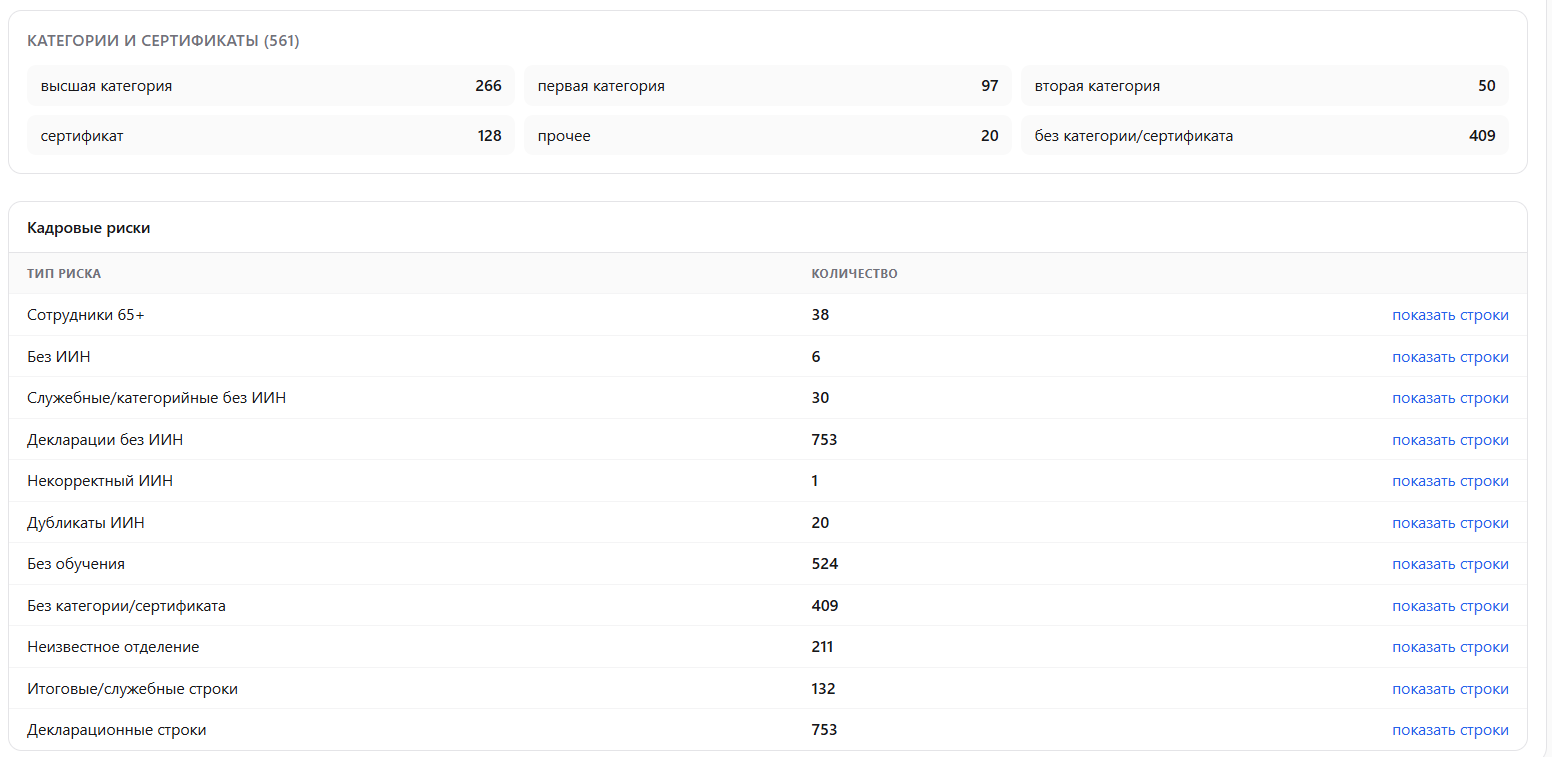 КАТЕГОРИИ И СЕРТИФИКАТЫ (561)
высшая категория 266 первая категория 97 вторая категория 50
сертификат 128 прочее 20 без категории/сертификата 409
Кадровые риски
ТИП РИСКА КОЛИЧЕСТВО
Сотрудники 65+ 38 показать строки
Без ИИН 6 показать строки
Служебные/категорийные без ИИН 30 показать строки
Декларации без ИИН 753 показать строки
Некорректный ИИН 1 показать строки
Дубликаты ИИН 20 показать строки
Без обучения 524 показать строки
Без категории/сертификата 409 показать строки
Неизвестное отделение 211 показать строки
Итоговые/служебные строки 132 показать строки
Декларационные строки 753 показать строки